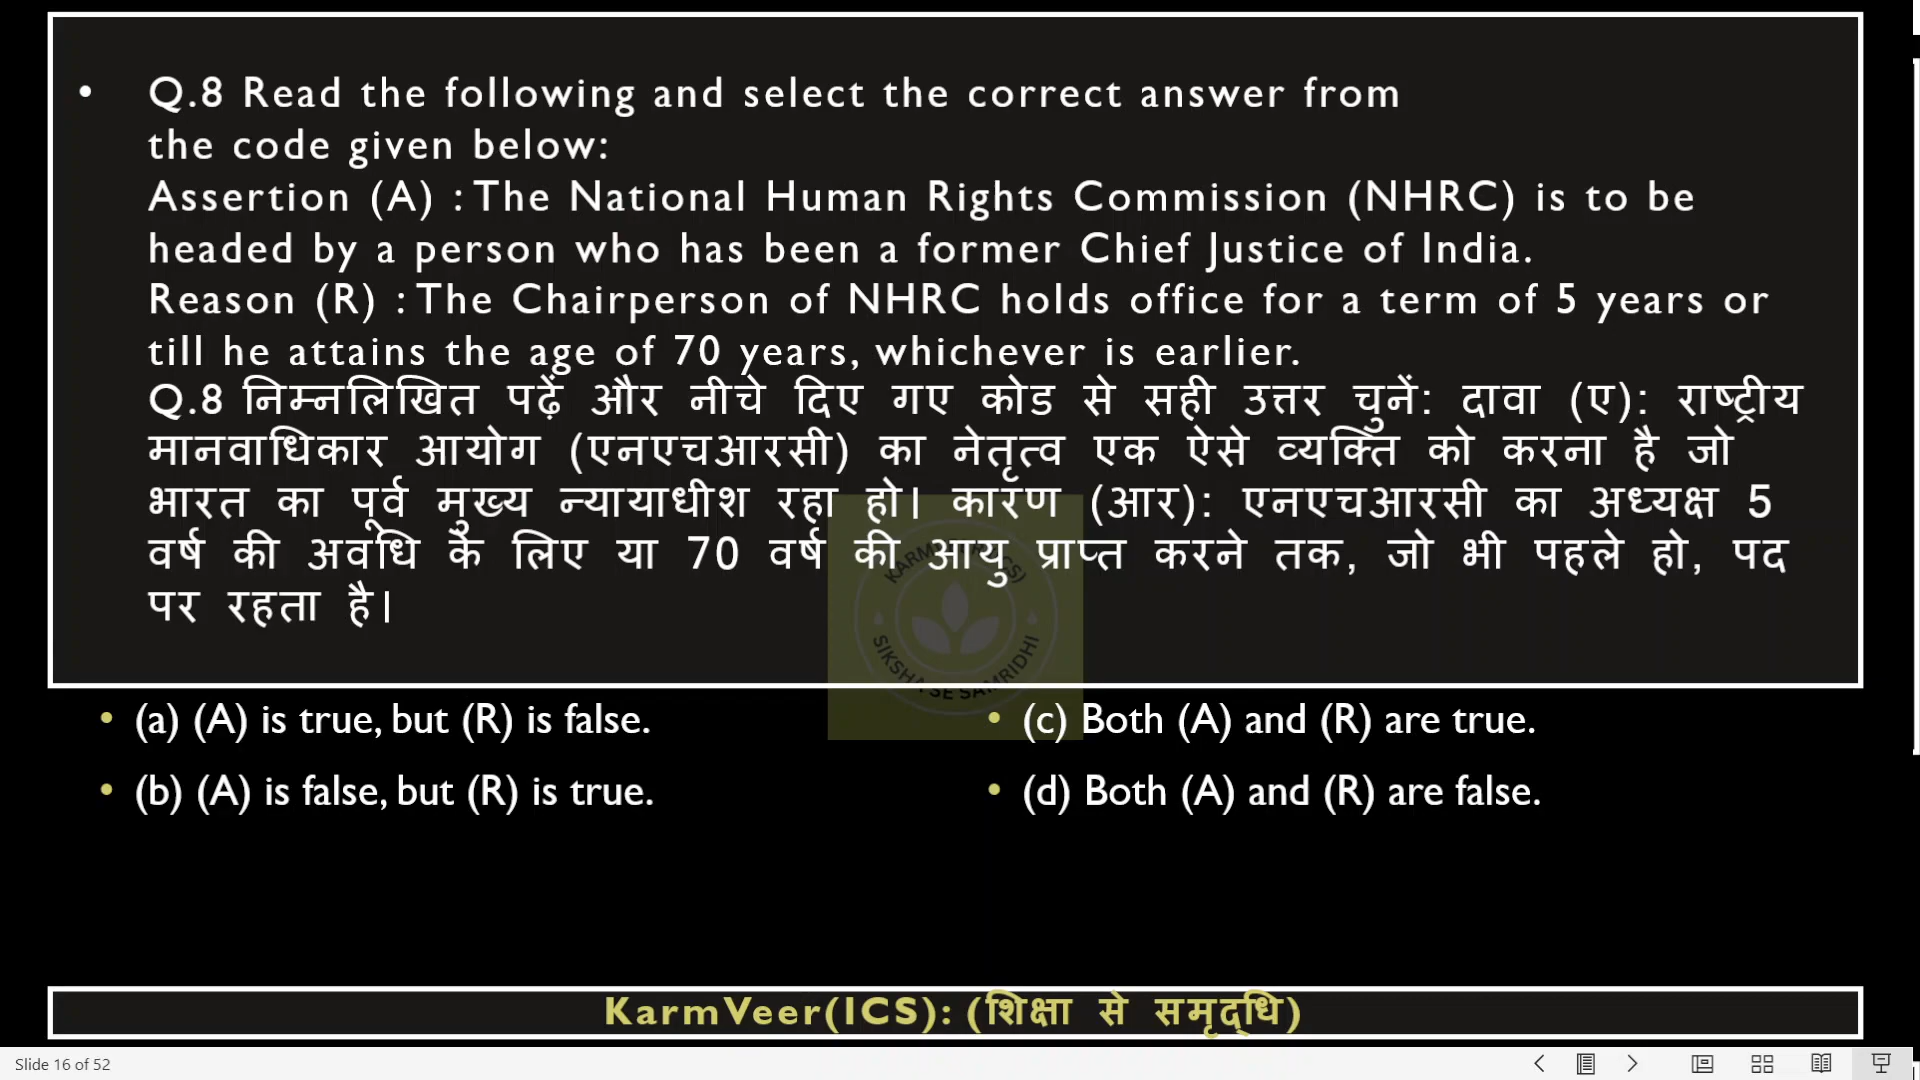 • Q.8 Read the following and select the correct answer from
the code given below:
Assertion (A) : The National Human Rights Commission (NHRC) is to be
headed by a person who has been a former Chief Justice of India.
Reason (R) : The Chairperson of NHRC holds office for a term of 5 years or
till he attains the age of 70 years, whichever is earlier.
Q.8 निम्नलिखित पढ़ें और नीचे दिए गए कोड से सही उत्तर चुनें: दावा (ए): राष्ट्रीय
मानवाधिकार आयोग (एनएचआरसी) का नेतृत्व एक ऐसे व्यक्ति को करना है जो
भारत का पूर्व मुख्य न्यायाधीश रहा हो। कारण (आर): एनएचआरसी का अध्यक्ष 5
वर्ष की अवधि के लिए या 70 वर्ष की आयु प्राप्त करने तक, जो भी पहले हो, पद
पर रहता है।
SIKSHA SE SAMRIDHI
• (a) (A) is true, but (R) is false.
• (b) (A) is false, but (R) is true.
• (c) Both (A) and (R) are true.
• (d) Both (A) and (R) are false.
KarmVeer(ICS): (शिक्षा से समृद्धि)
Slide 16 of 52